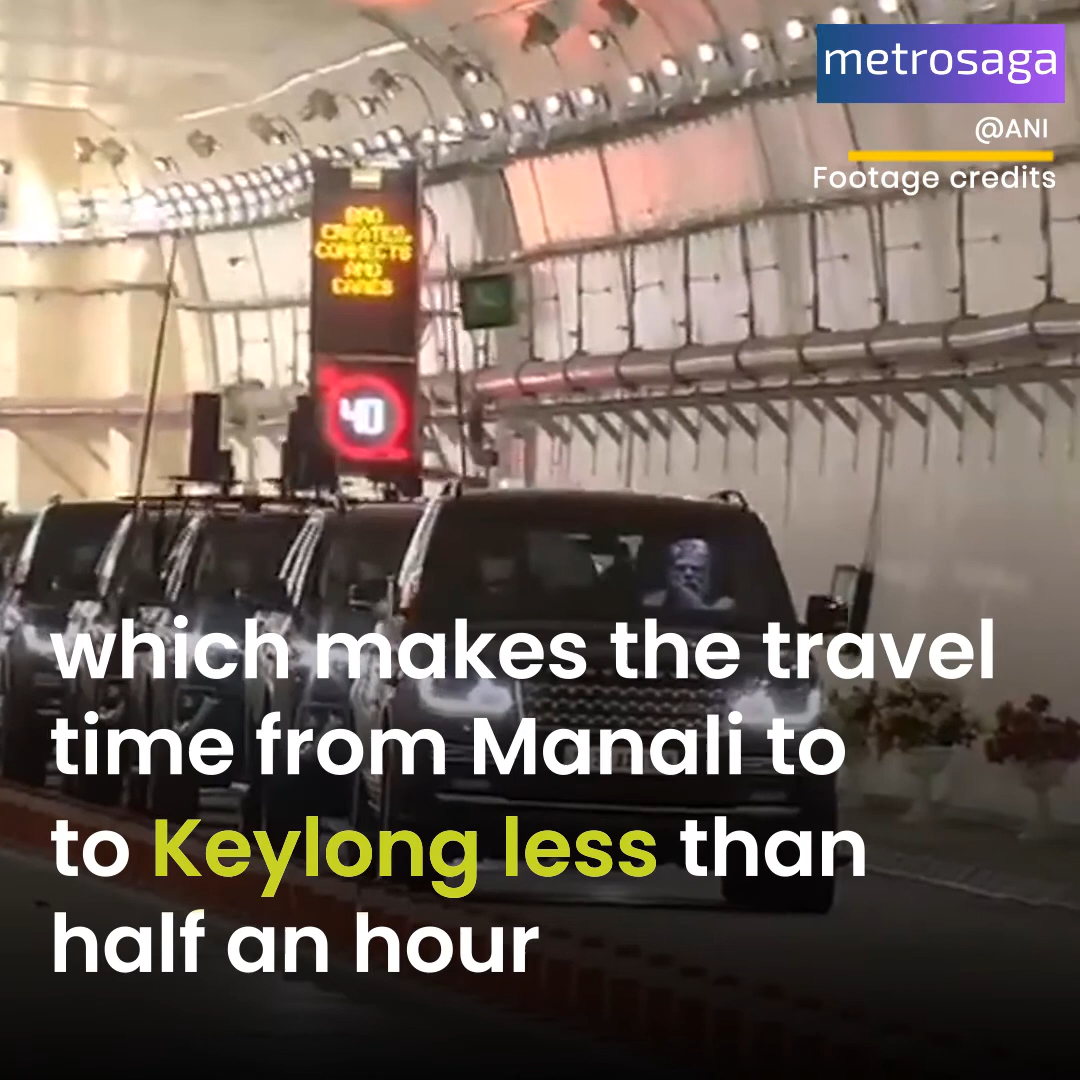 metrosaga
@ANI
Footage credits
BRO
CREATES,
CONNECTS
AND
CARES
40
which makes the travel
time from Manali to
to Keylong less than
half an hour